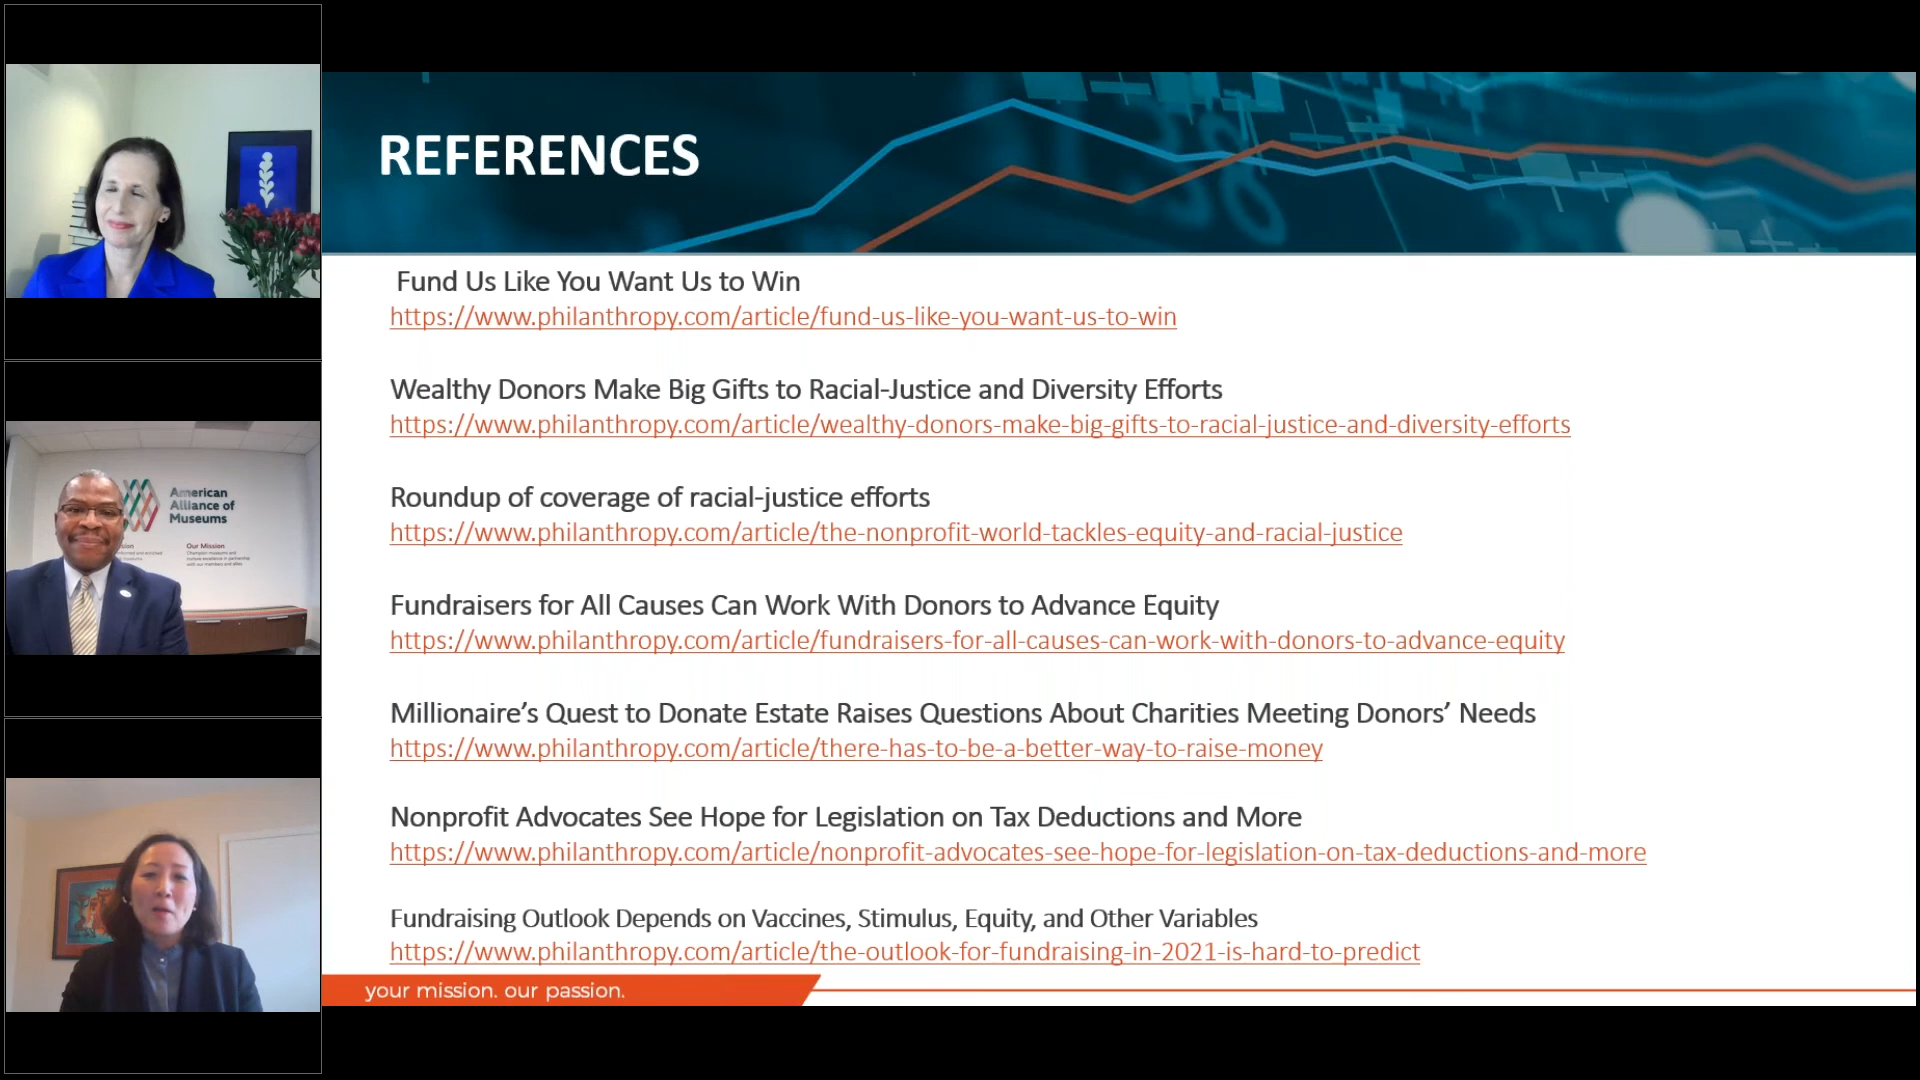 American
Alliance of
Museums
Our Mission
REFERENCES
Fund Us Like You Want Us to Win
https://www.philanthropy.com/article/fund-us-like-you-want-us-to-win
Wealthy Donors Make Big Gifts to Racial-Justice and Diversity Efforts
https://www.philanthropy.com/article/wealthy-donors-make-big-gifts-to-racial-justice-and-diversity-efforts
Roundup of coverage of racial-justice efforts
https://www.philanthropy.com/article/the-nonprofit-world-tackles-equity-and-racial-justice
Fundraisers for All Causes Can Work With Donors to Advance Equity
https://www.philanthropy.com/article/fundraisers-for-all-causes-can-work-with-donors-to-advance-equity
Millionaire’s Quest to Donate Estate Raises Questions About Charities Meeting Donors’ Needs
https://www.philanthropy.com/article/there-has-to-be-a-better-way-to-raise-money
Nonprofit Advocates See Hope for Legislation on Tax Deductions and More
https://www.philanthropy.com/article/nonprofit-advocates-see-hope-for-legislation-on-tax-deductions-and-more
Fundraising Outlook Depends on Vaccines, Stimulus, Equity, and Other Variables
https://www.philanthropy.com/article/the-outlook-for-fundraising-in-2021-is-hard-to-predict
your mission. our passion.